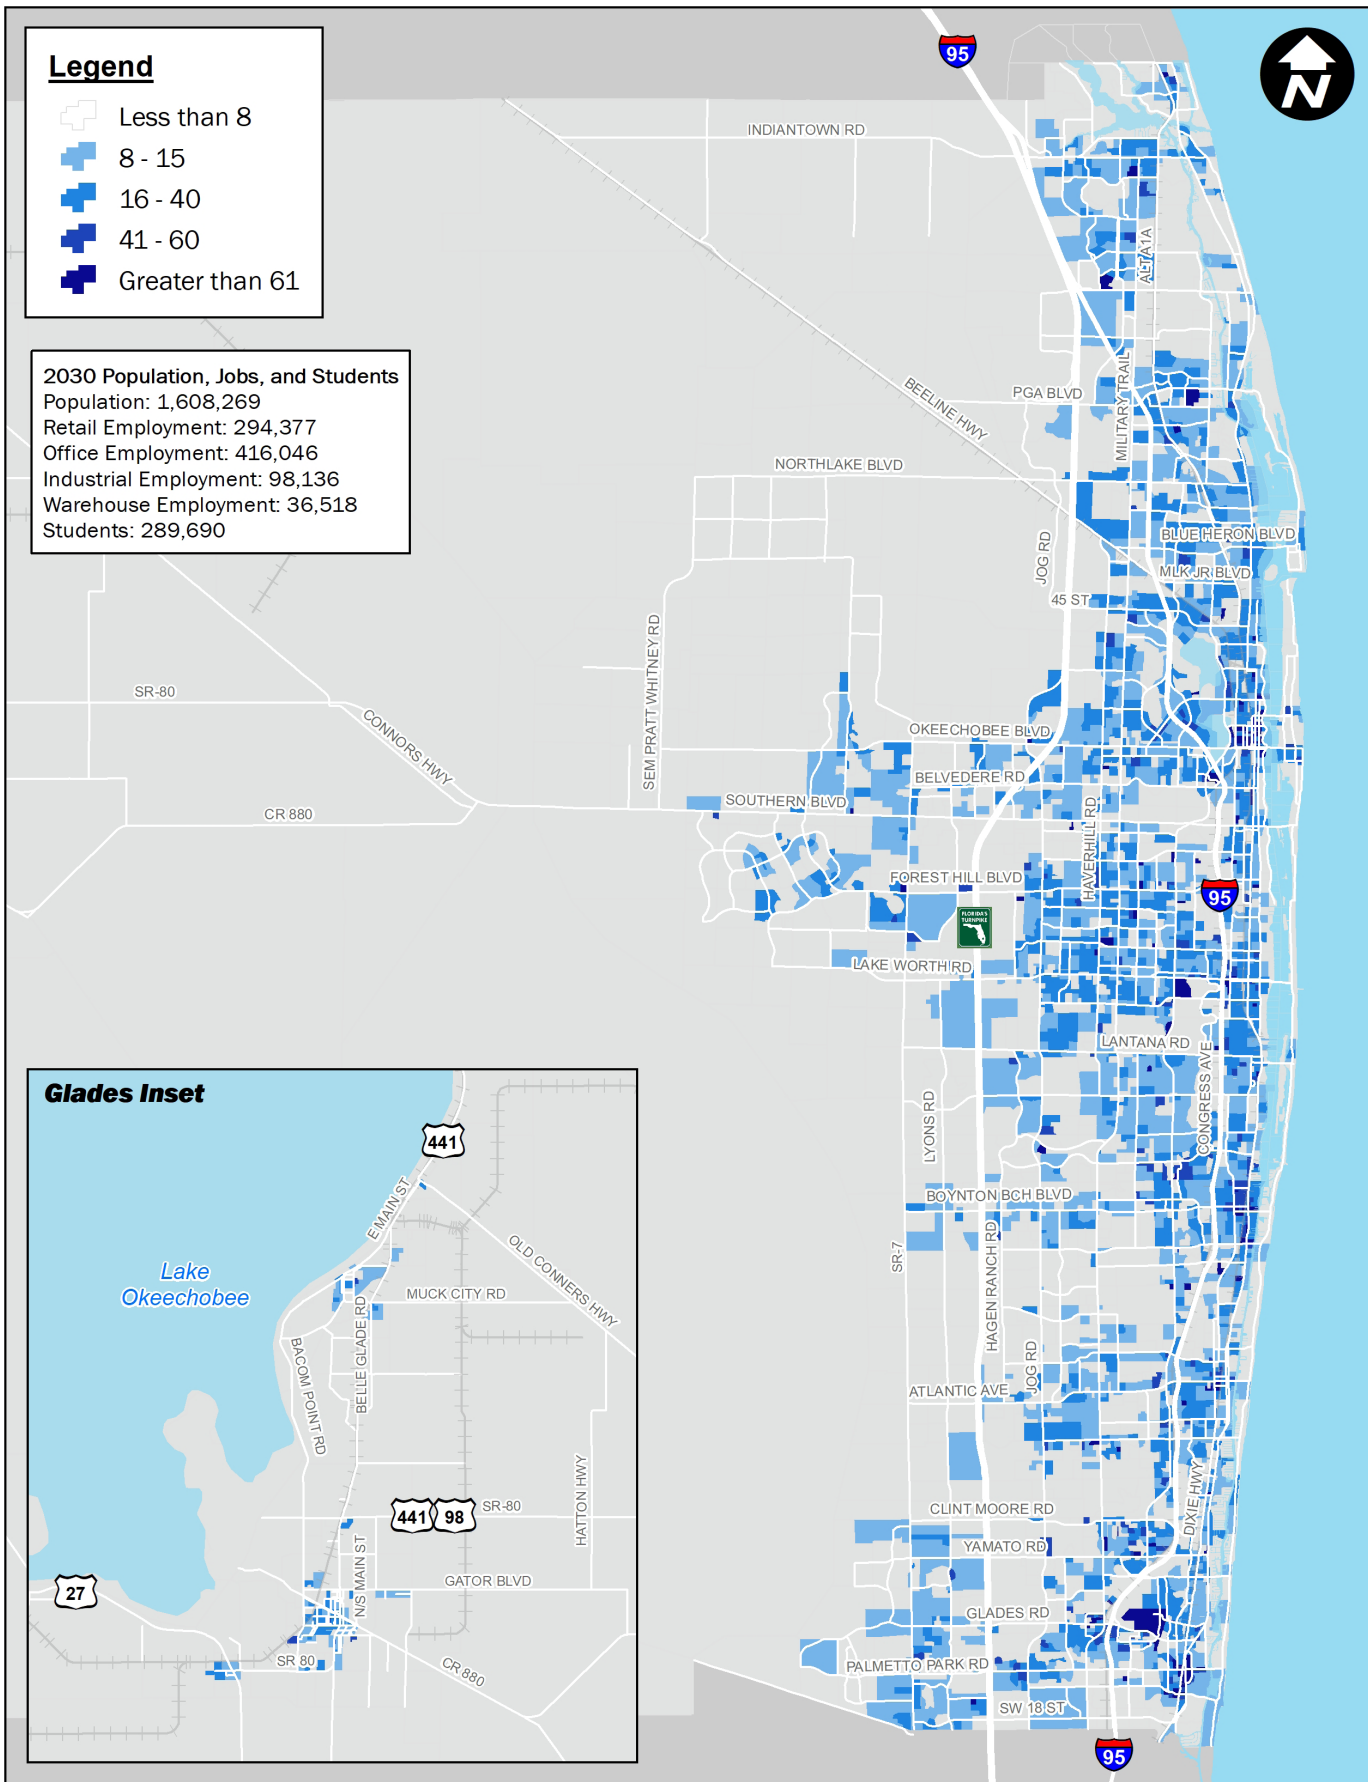 95
N
Legend
Less than 8
8 - 15
16 - 40
41 - 60
Greater than 61
INDIANTOWN RD
ALT A1A
2030 Population, Jobs, and Students
Population: 1,608,269
Retail Employment: 294,377
Office Employment: 416,046
Industrial Employment: 98,136
Warehouse Employment: 36,518
Students: 289,690
BEELINE HWY
PGA BLVD
MILITARY TRAIL
NORTHLAKE BLVD
BLUE HERON BLVD
JOG RD
MLK JR BLVD
45 ST
SEM PRATT WHITNEY RD
SR-80
CONNORS HWY
OKEECHOBEE BLVD
BELVEDERE RD
SOUTHERN BLVD
CR 880
HAVERHILL RD
FOREST HILL BLVD
95
FLORIDA'S
TURNPIKE
LAKE WORTH RD
LANTANA RD
CONGRESS AVE
LYONS RD
BOYNTON BCH BLVD
SR-7
HAGEN RANCH RD
JOG RD
ATLANTIC AVE
DIXIE HWY
CLINT MOORE RD
YAMATO RD
GLADES RD
PALMETTO PARK RD
SW 18 ST
95
Glades Inset
441
E MAIN ST
OLD CONNERS HWY
Lake
Okeechobee
MUCK CITY RD
BELLE GLADE RD
BACOM POINT RD
HATTON HWY
441
98
SR-80
N/S MAIN ST
27
GATOR BLVD
SR 80
CR 880